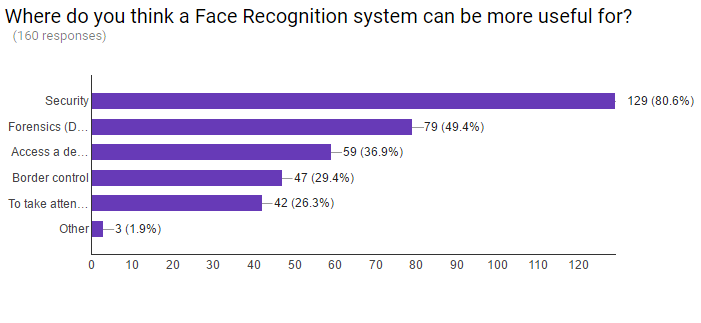 Where do you think a Face Recognition system can be more useful for?
(160 responses)
Security 129 (80.6%)
Forensics (D... 79 (49.4%)
Access a de... 59 (36.9%)
Border control 47 (29.4%)
To take atten... 42 (26.3%)
Other 3 (1.9%)
0 10 20 30 40 50 60 70 80 90 100 110 120